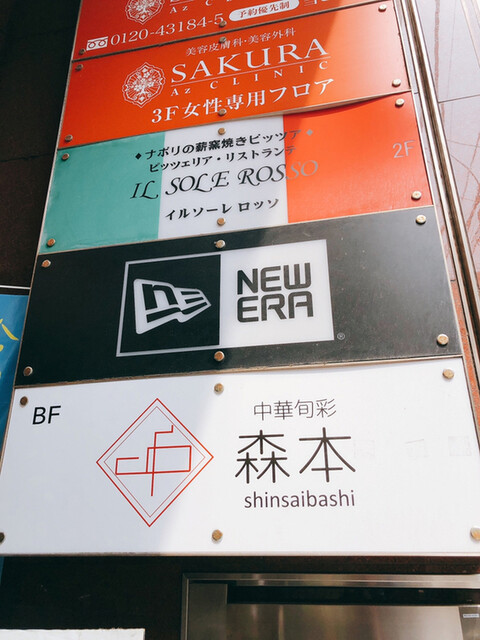 0120-43184-5 予約優先制
美容皮膚科・美容外科
SAKURA
Az CLINIC
3F女性専用フロア
◆ナポリの薪窯焼きピッツァ◆
ピッツェリア・リストランテ
2F
IL SOLE ROSSO
イルソーレ ロッソ
NEW
ERA
®
BF
中華旬彩
森本
shinsaibashi